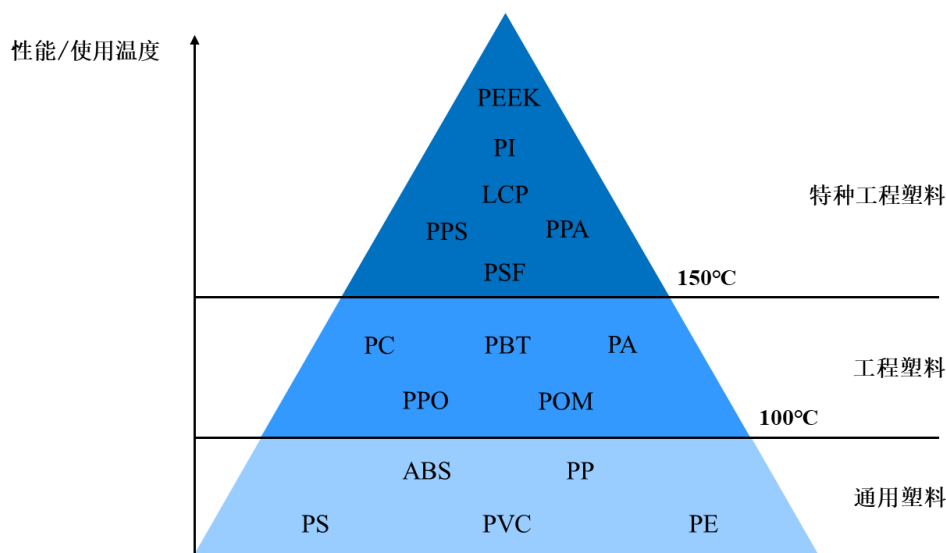 性能/使用温度
PEEK
PI
LCP
特种工程塑料
PPS PPA
PSF
150°C
PC PBT PA
工程塑料
PPO POM
100°C
ABS PP
通用塑料
PS PVC PE